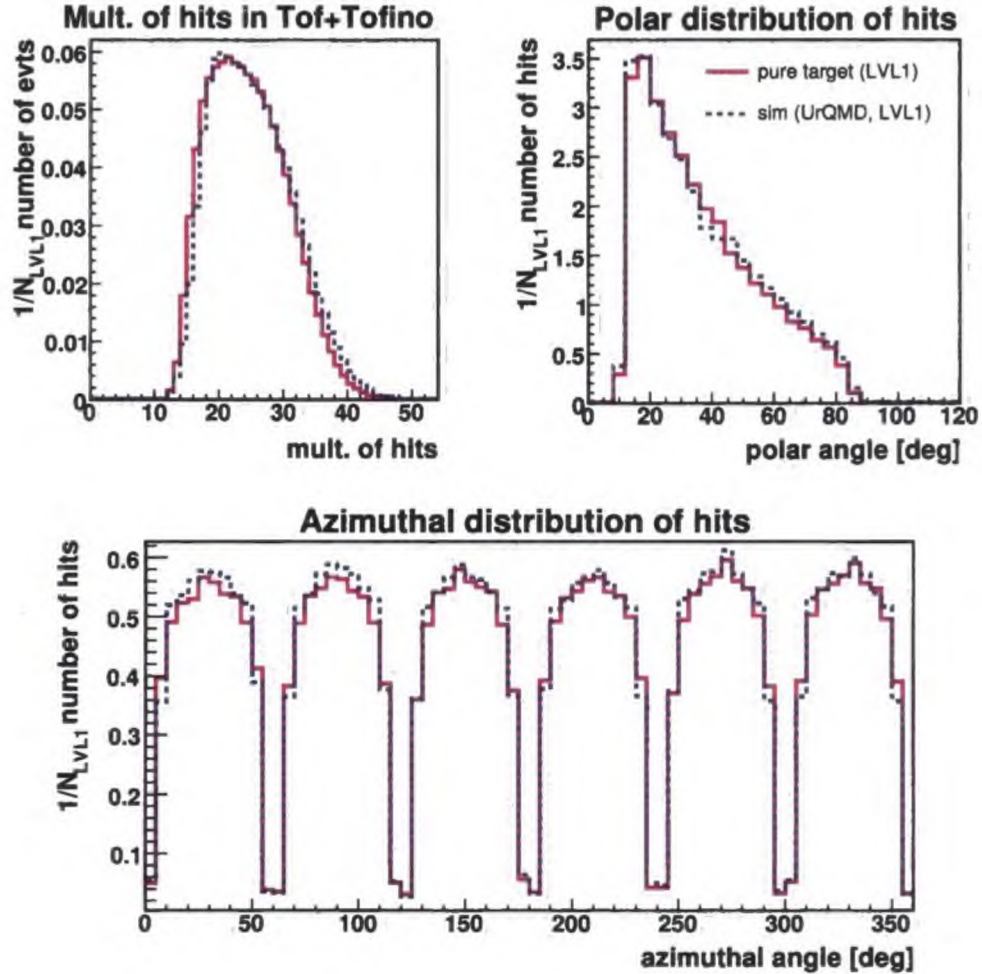 Mult. of hits in Tof+Tofino
1/N_LVL1 number of evts
0.06
0.05
0.04
0.03
0.02
0.01
0
0 10 20 30 40 50
mult. of hits
Polar distribution of hits
1/N_LVL1 number of hits
3.5
3
2.5
2
1.5
1
0.5
0
pure target (LVL1)
sim (UrQMD, LVL1)
0 20 40 60 80 100 120
polar angle [deg]
Azimuthal distribution of hits
1/N_LVL1 number of hits
0.6
0.5
0.4
0.3
0.2
0.1
0 50 100 150 200 250 300 350
azimuthal angle [deg]